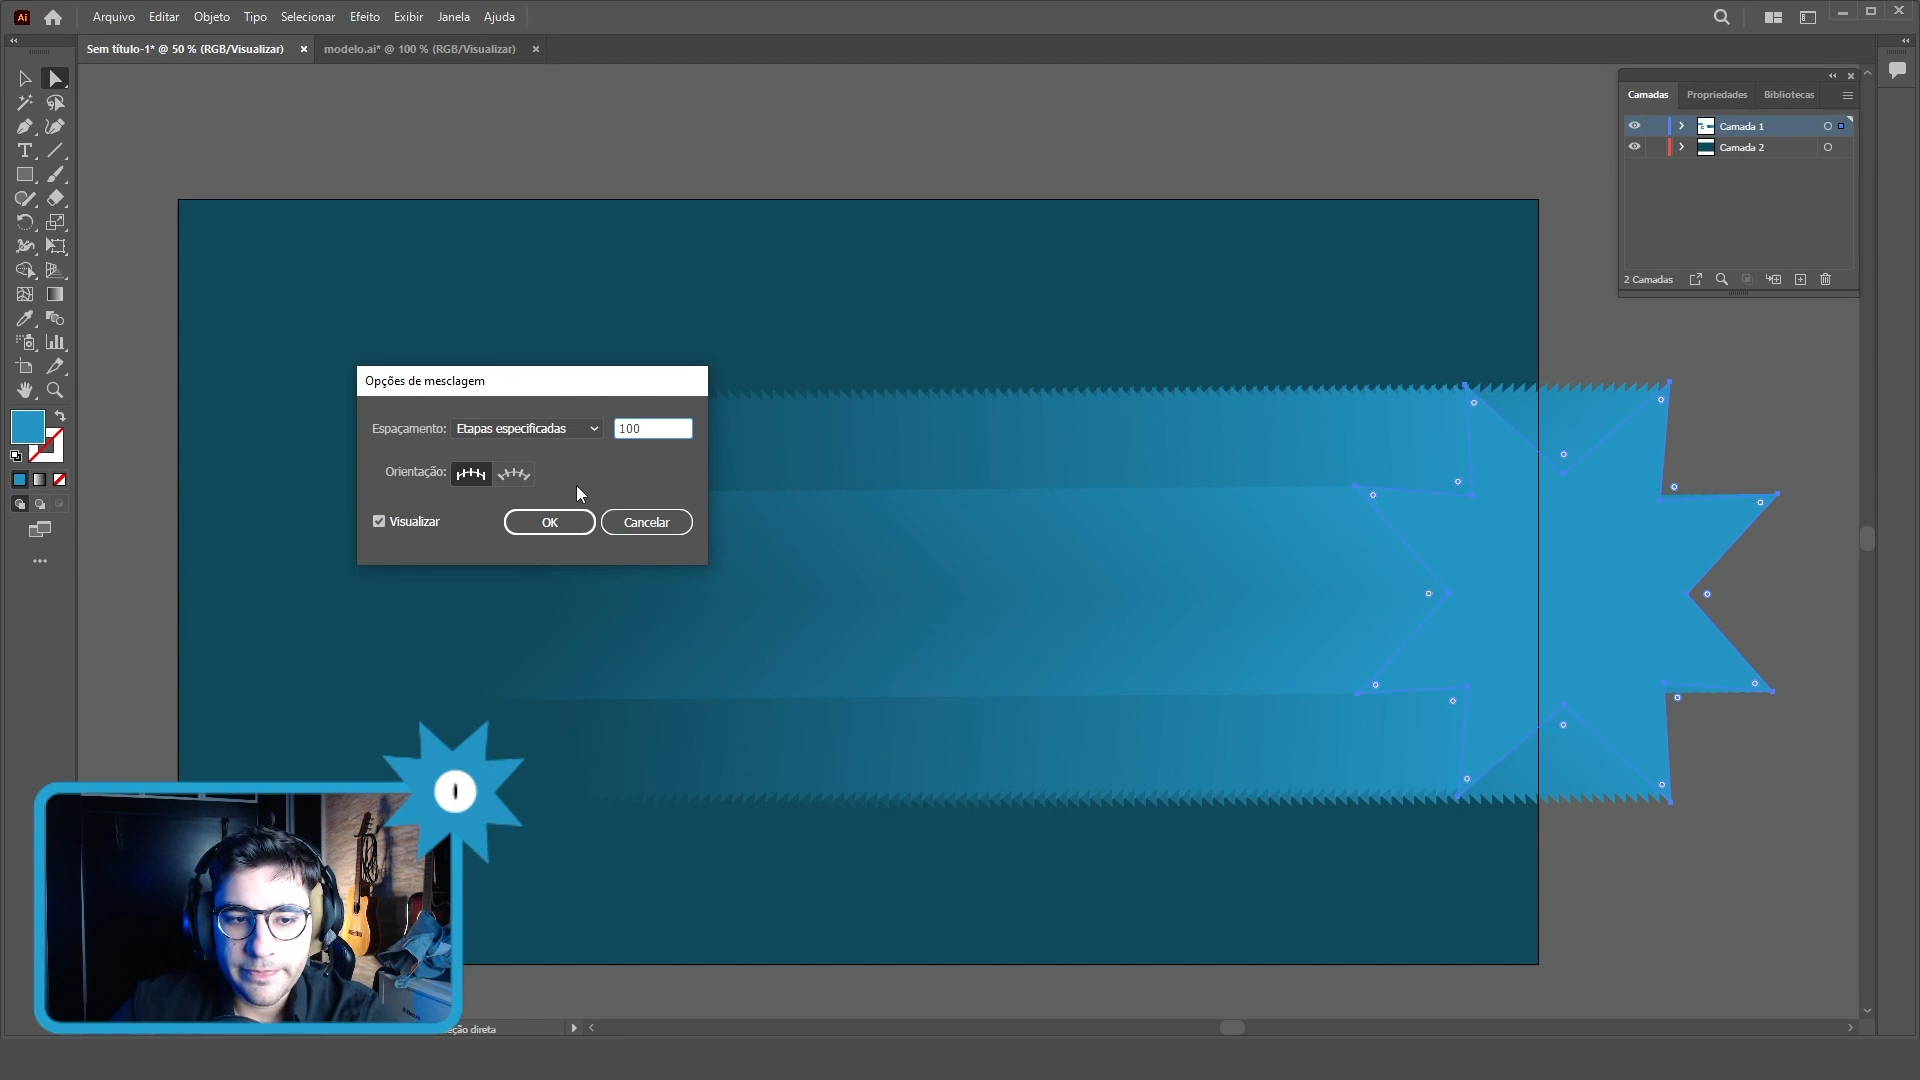 Ai
Arquivo Editar Objeto Tipo Selecionar Efeito Exibir Janela Ajuda
Sem título-1* @ 50 % (RGB/Visualizar)
modelo.ai* @ 100 % (RGB/Visualizar)
Camadas Propriedades Bibliotecas
Camada 1
Camada 2
2 Camadas
Opções de mesclagem
Espaçamento: Etapas especificadas 100
Orientação:
Visualizar OK Cancelar
eção direta